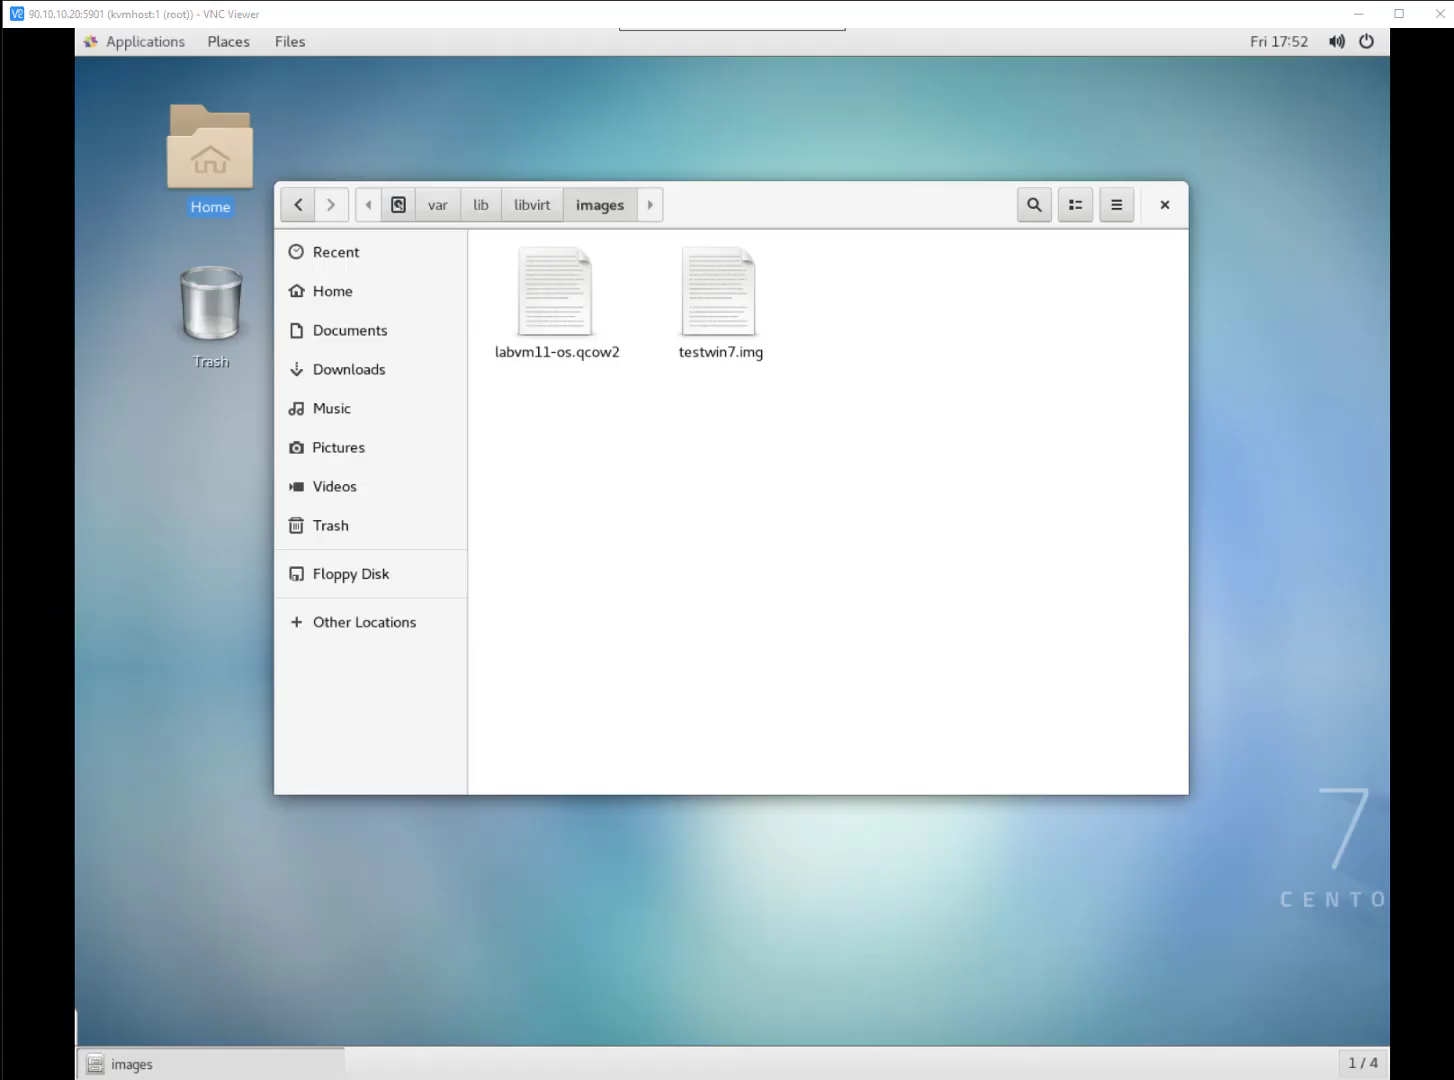 90.10.10.20:5901 (kvmhost:1 (root)) - VNC Viewer
Applications Places Files Fri 17:52
Home
Trash
var lib libvirt images
Recent
Home
Documents
Downloads
Music
Pictures
Videos
Trash
Floppy Disk
Other Locations
labvm11-os.qcow2 testwin7.img
7
CENTO
images 1 / 4